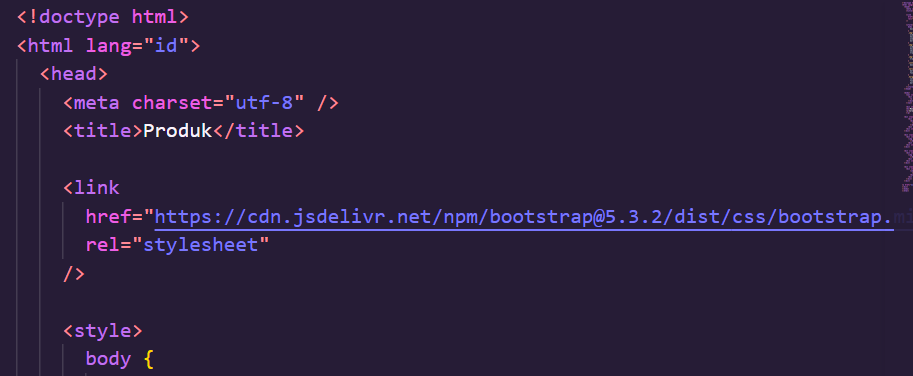 <!doctype html>
<html lang="id">
<head>
<meta charset="utf-8" />
<title>Produk</title>
<link
href="https://cdn.jsdelivr.net/npm/bootstrap@5.3.2/dist/css/bootstrap.
rel="stylesheet"
/>
<style>
body {